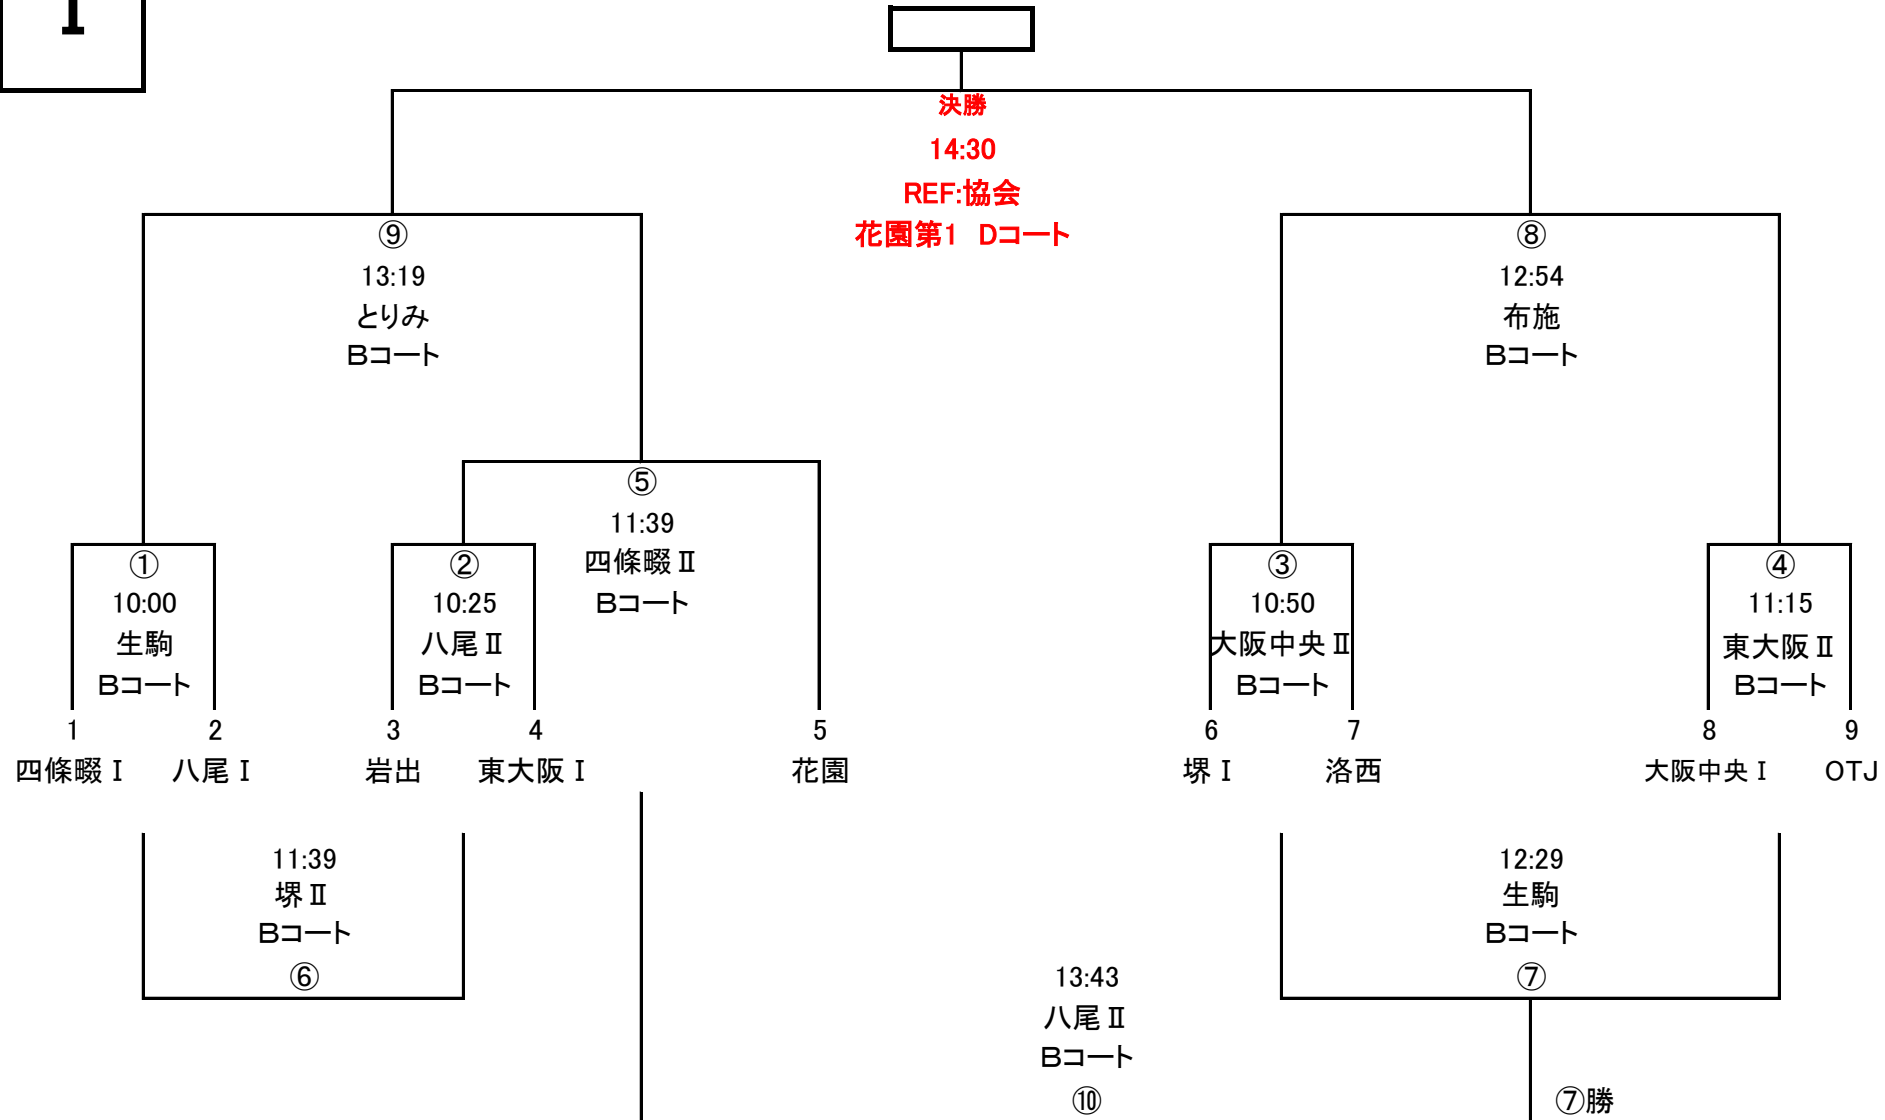 I
決勝
14:30
REF:協会
花園第1 Dコート
⑨
13:19
とりみ
Bコート
⑧
12:54
布施
Bコート
⑤
11:39
四條畷Ⅱ
Bコート
①
10:00
生駒
Bコート
②
10:25
八尾Ⅱ
Bコート
③
10:50
大阪中央Ⅱ
Bコート
④
11:15
東大阪Ⅱ
Bコート
1 2 3 4 5 6 7 8 9
四條畷Ⅰ 八尾Ⅰ 岩出 東大阪Ⅰ 花園 堺Ⅰ 洛西 大阪中央Ⅰ OTJ
11:39
堺Ⅱ
Bコート
⑥
12:29
生駒
Bコート
⑦
13:43
八尾Ⅱ
Bコート
⑩
⑦勝